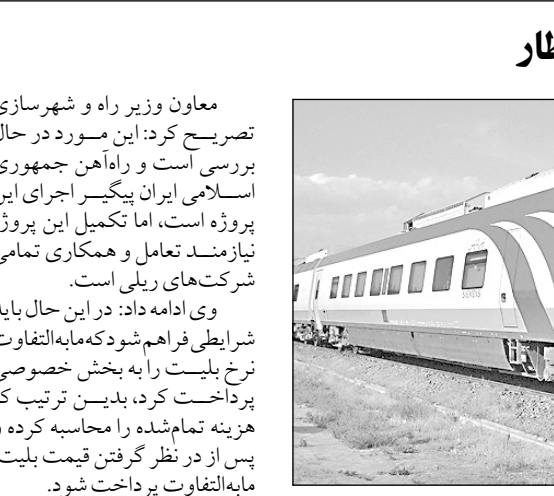 معاون وزیر راه و شهرسازی
تصریح کرد: این مورد در حال
بررسی است و راه‌آهن جمهوری
اسلامی ایران پیگیر اجرای این
پروژه است، اما تکمیل این پروژه
نیازمند تعامل و همکاری تمامی
شرکت‌های ریلی است.
وی ادامه داد: در این حال باید
شرایطی فراهم شود که مابه‌التفاوت
نرخ بلیت را به بخش خصوصی
پرداخت کرد، بدین ترتیب که
هزینه تمام‌شده را محاسبه کرده و
پس از در نظر گرفتن قیمت بلیت
مابه‌التفاوت پرداخت شود.
SIEMENS